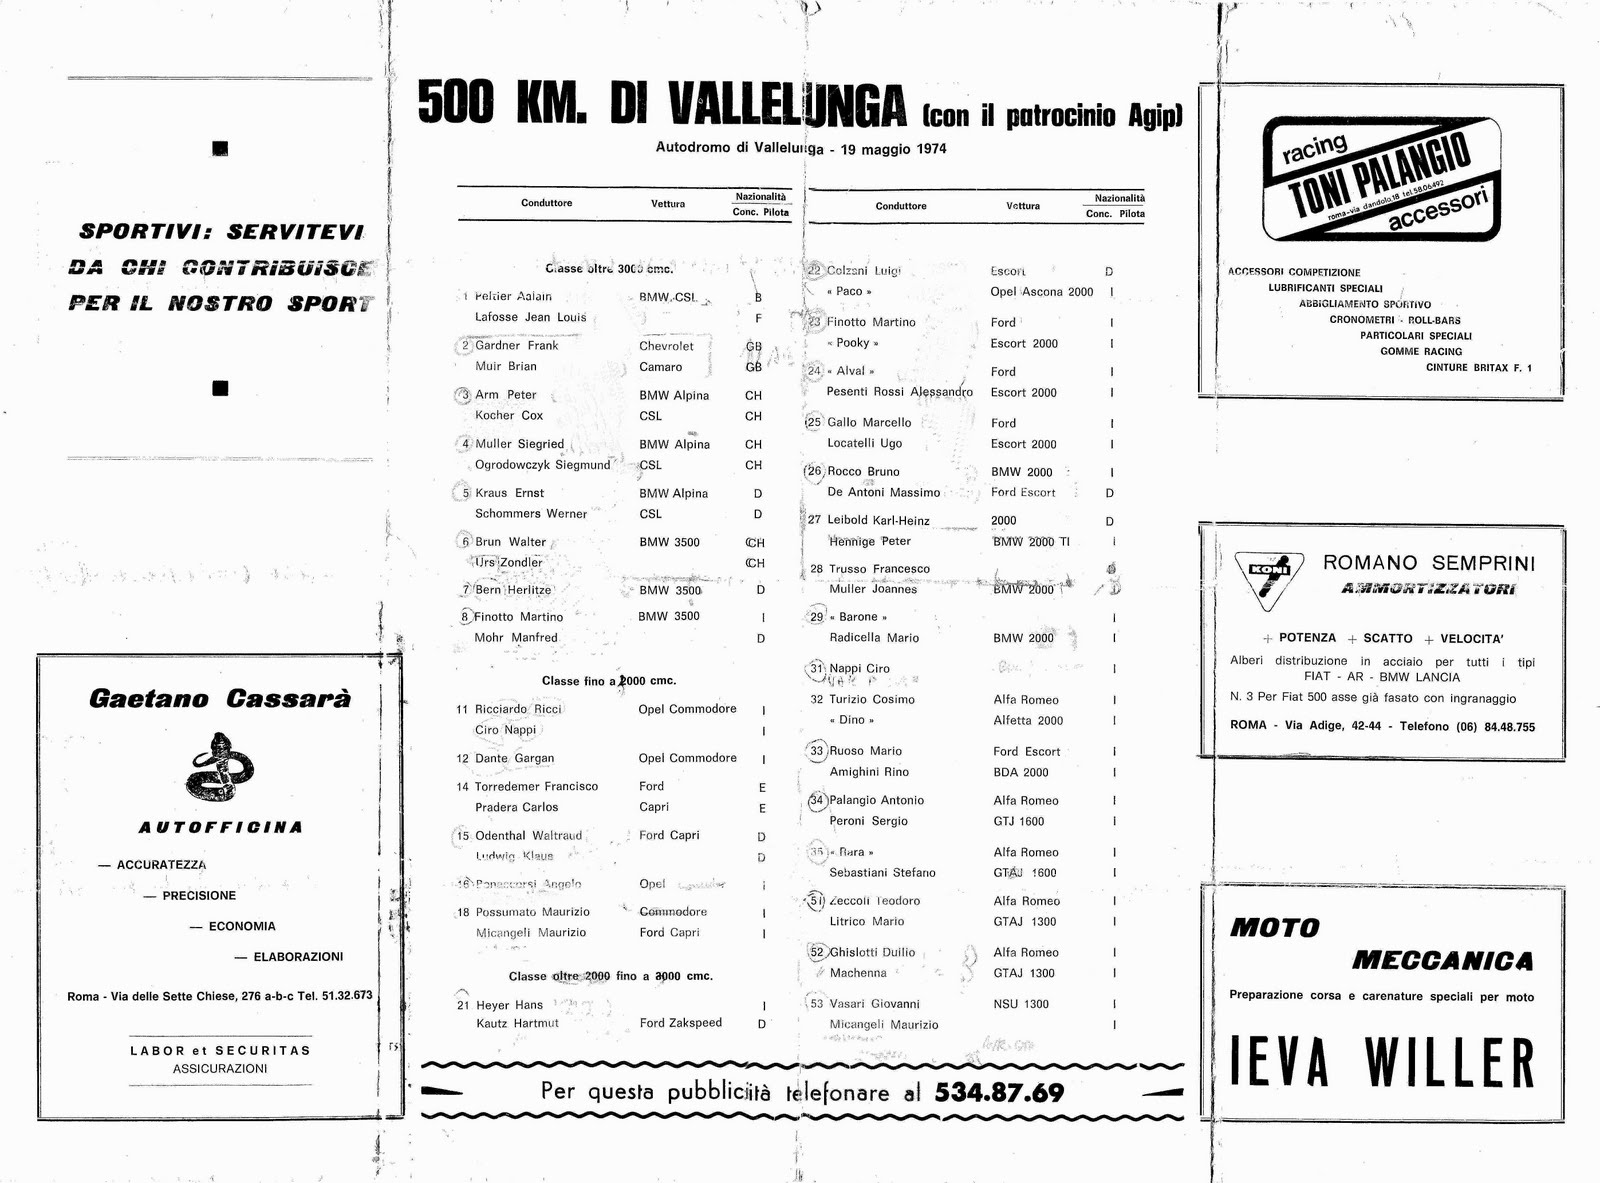 SPORTIVI: SERVITEVI
DA CHI CONTRIBUISCE
PER IL NOSTRO SPORT
Gaetano Cassarà
AUTOFFICINA
— ACCURATEZZA
— PRECISIONE
— ECONOMIA
— ELABORAZIONI
Roma - Via delle Sette Chiese, 276 a-b-c Tel. 51.32.673
LABOR et SECURITAS
ASSICURAZIONI
500 KM. DI VALLELUNGA (con il patrocinio Agip)
Autodromo di Vallelunga - 19 maggio 1974
Conduttore Vettura Nazionalità
Conc. Pilota
Classe oltre 3000 cmc.
1 Peltier Aalain BMW.CSL B
Lafosse Jean Louis F
2 Gardner Frank Chevrolet GB
Muir Brian Camaro GB
3 Arm Peter BMW Alpina CH
Kocher Cox CSL CH
4 Muller Siegried BMW Alpina CH
Ogrodowczyk Siegmund CSL CH
5 Kraus Ernst BMW Alpina D
Schommers Werner CSL D
6 Brun Walter BMW 3500 CH
Urs Zondler CH
7 Bern Herlitze BMW 3500 D
8 Finotto Martino BMW 3500 I
Mohr Manfred D
Classe fino a 2000 cmc.
11 Ricciardo Ricci Opel Commodore I
Ciro Nappi I
12 Dante Gargan Opel Commodore I
14 Torredemer Francisco Ford E
Pradera Carlos Capri E
15 Odenthal Waltraud Ford Capri D
Ludwig Klaus D
16 Angelo Opel I
18 Possumato Maurizio Commodore I
Micangeli Maurizio Ford Capri I
Classe oltre 2000 fino a 3000 cmc.
21 Heyer Hans I
Kautz Hartmut Ford Zakspeed D
Conduttore Vettura Nazionalità
Conc. Pilota
22 Colzani Luigi Escort D
« Paco » Opel Ascona 2000 I
23 Finotto Martino Ford I
« Pooky » Escort 2000 I
24 « Alval » Ford I
Pesenti Rossi Alessandro Escort 2000 I
25 Gallo Marcello Ford I
Locatelli Ugo Escort 2000 I
26 Rocco Bruno BMW 2000 I
De Antoni Massimo Ford Escort D
27 Leibold Karl-Heinz 2000 D
Hennige Peter BMW 2000 TI I
28 Trusso Francesco
Muller Joannes BMW 2000 D
29 « Barone » I
Radicella Mario BMW 2000 I
31 Nappi Ciro I
32 Turizio Cosimo Alfa Romeo I
« Dino » Alfetta 2000 I
33 Ruoso Mario Ford Escort I
Amighini Rino BDA 2000 I
34 Palangio Antonio Alfa Romeo I
Peroni Sergio GTJ 1600 I
35 « Rara » Alfa Romeo I
Sebastiani Stefano GTAJ 1600 I
51 Zeccoli Teodoro Alfa Romeo I
Litrico Mario GTAJ 1300 I
52 Ghislotti Duilio Alfa Romeo I
Machenna GTAJ 1300 I
53 Vasari Giovanni NSU 1300 I
Micangeli Maurizio I
Per questa pubblicità telefonare al 534.87.69
racing
TONI PALANGIO
roma-via dandolo,18 tel 58.06492
accessori
ACCESSORI COMPETIZIONE
LUBRIFICANTI SPECIALI
ABBIGLIAMENTO SPORTIVO
CRONOMETRI - ROLL-BARS
PARTICOLARI SPECIALI
GOMME RACING
CINTURE BRITAX F. 1
KONI
ROMANO SEMPRINI
AMMORTIZZATORI
+ POTENZA + SCATTO + VELOCITA'
Alberi distribuzione in acciaio per tutti i tipi
FIAT - AR - BMW LANCIA
N. 3 Per Fiat 500 asse già fasato con ingranaggio
ROMA - Via Adige, 42-44 - Telefono (06) 84.48.755
MOTO
MECCANICA
Preparazione corsa e carenature speciali per moto
IEVA WILLER